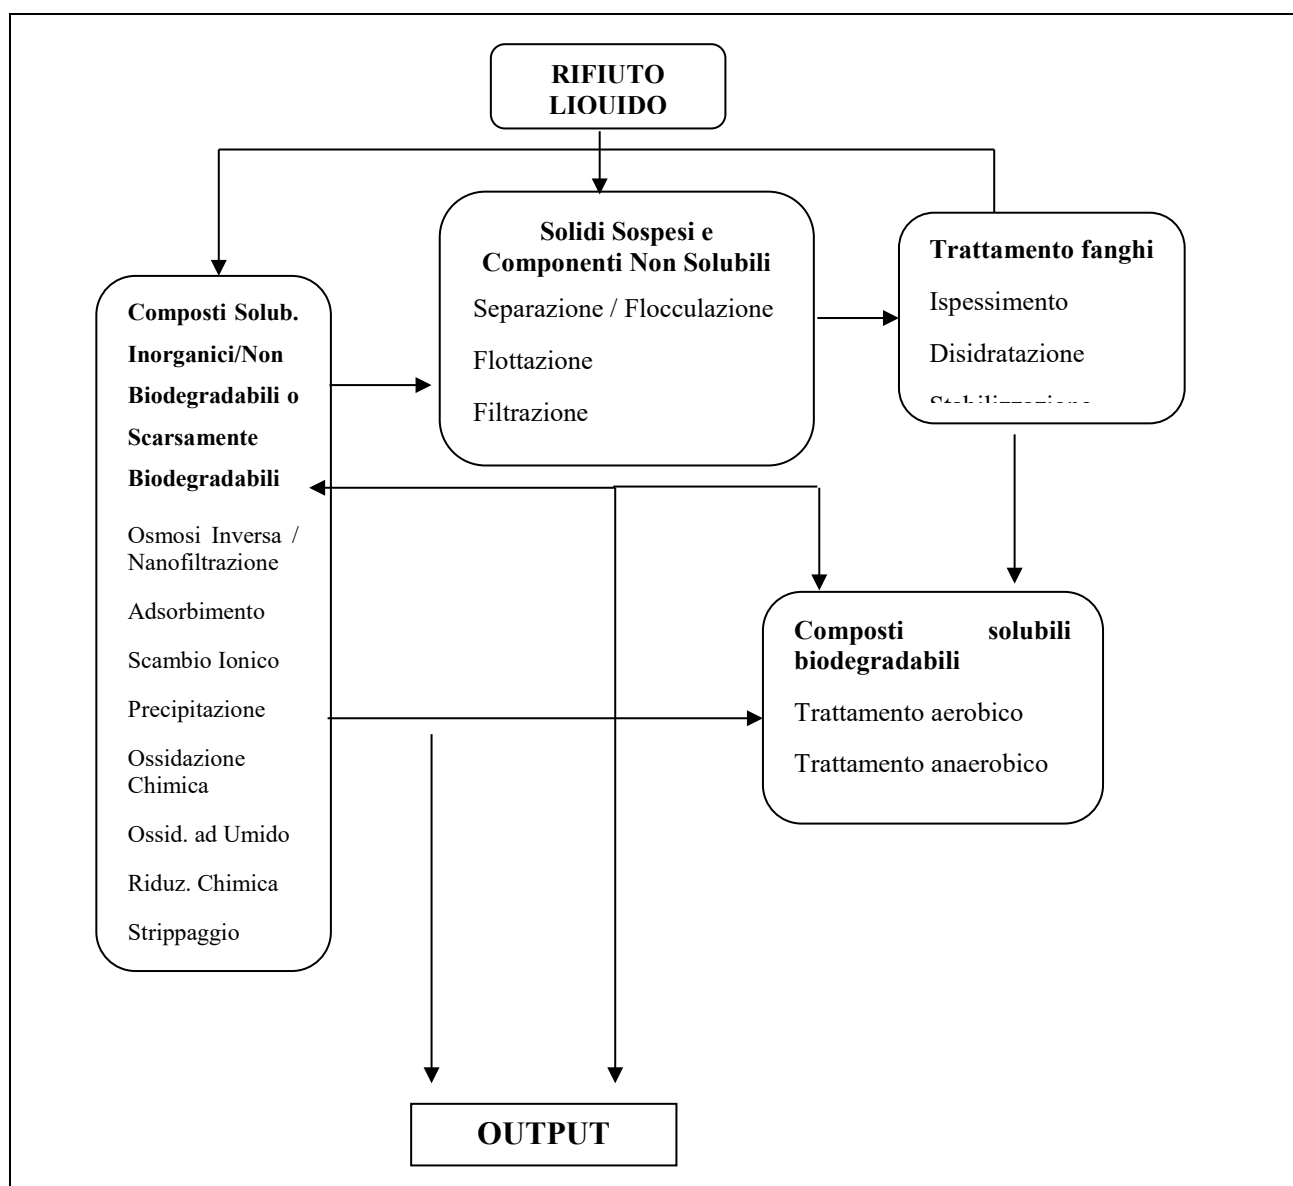 RIFIUTO
LIOUIDO
Solidi Sospesi e
Componenti Non Solubili
Separazione / Flocculazione
Flottazione
Filtrazione
Trattamento fanghi
Ispessimento
Disidratazione
Stabilizzazione
Composti Solub.
Inorganici/Non
Biodegradabili o
Scarsamente
Biodegradabili
Osmosi Inversa /
Nanofiltrazione
Adsorbimento
Scambio Ionico
Precipitazione
Ossidazione
Chimica
Ossid. ad Umido
Riduz. Chimica
Strippaggio
Composti solubili
biodegradabili
Trattamento aerobico
Trattamento anaerobico
OUTPUT